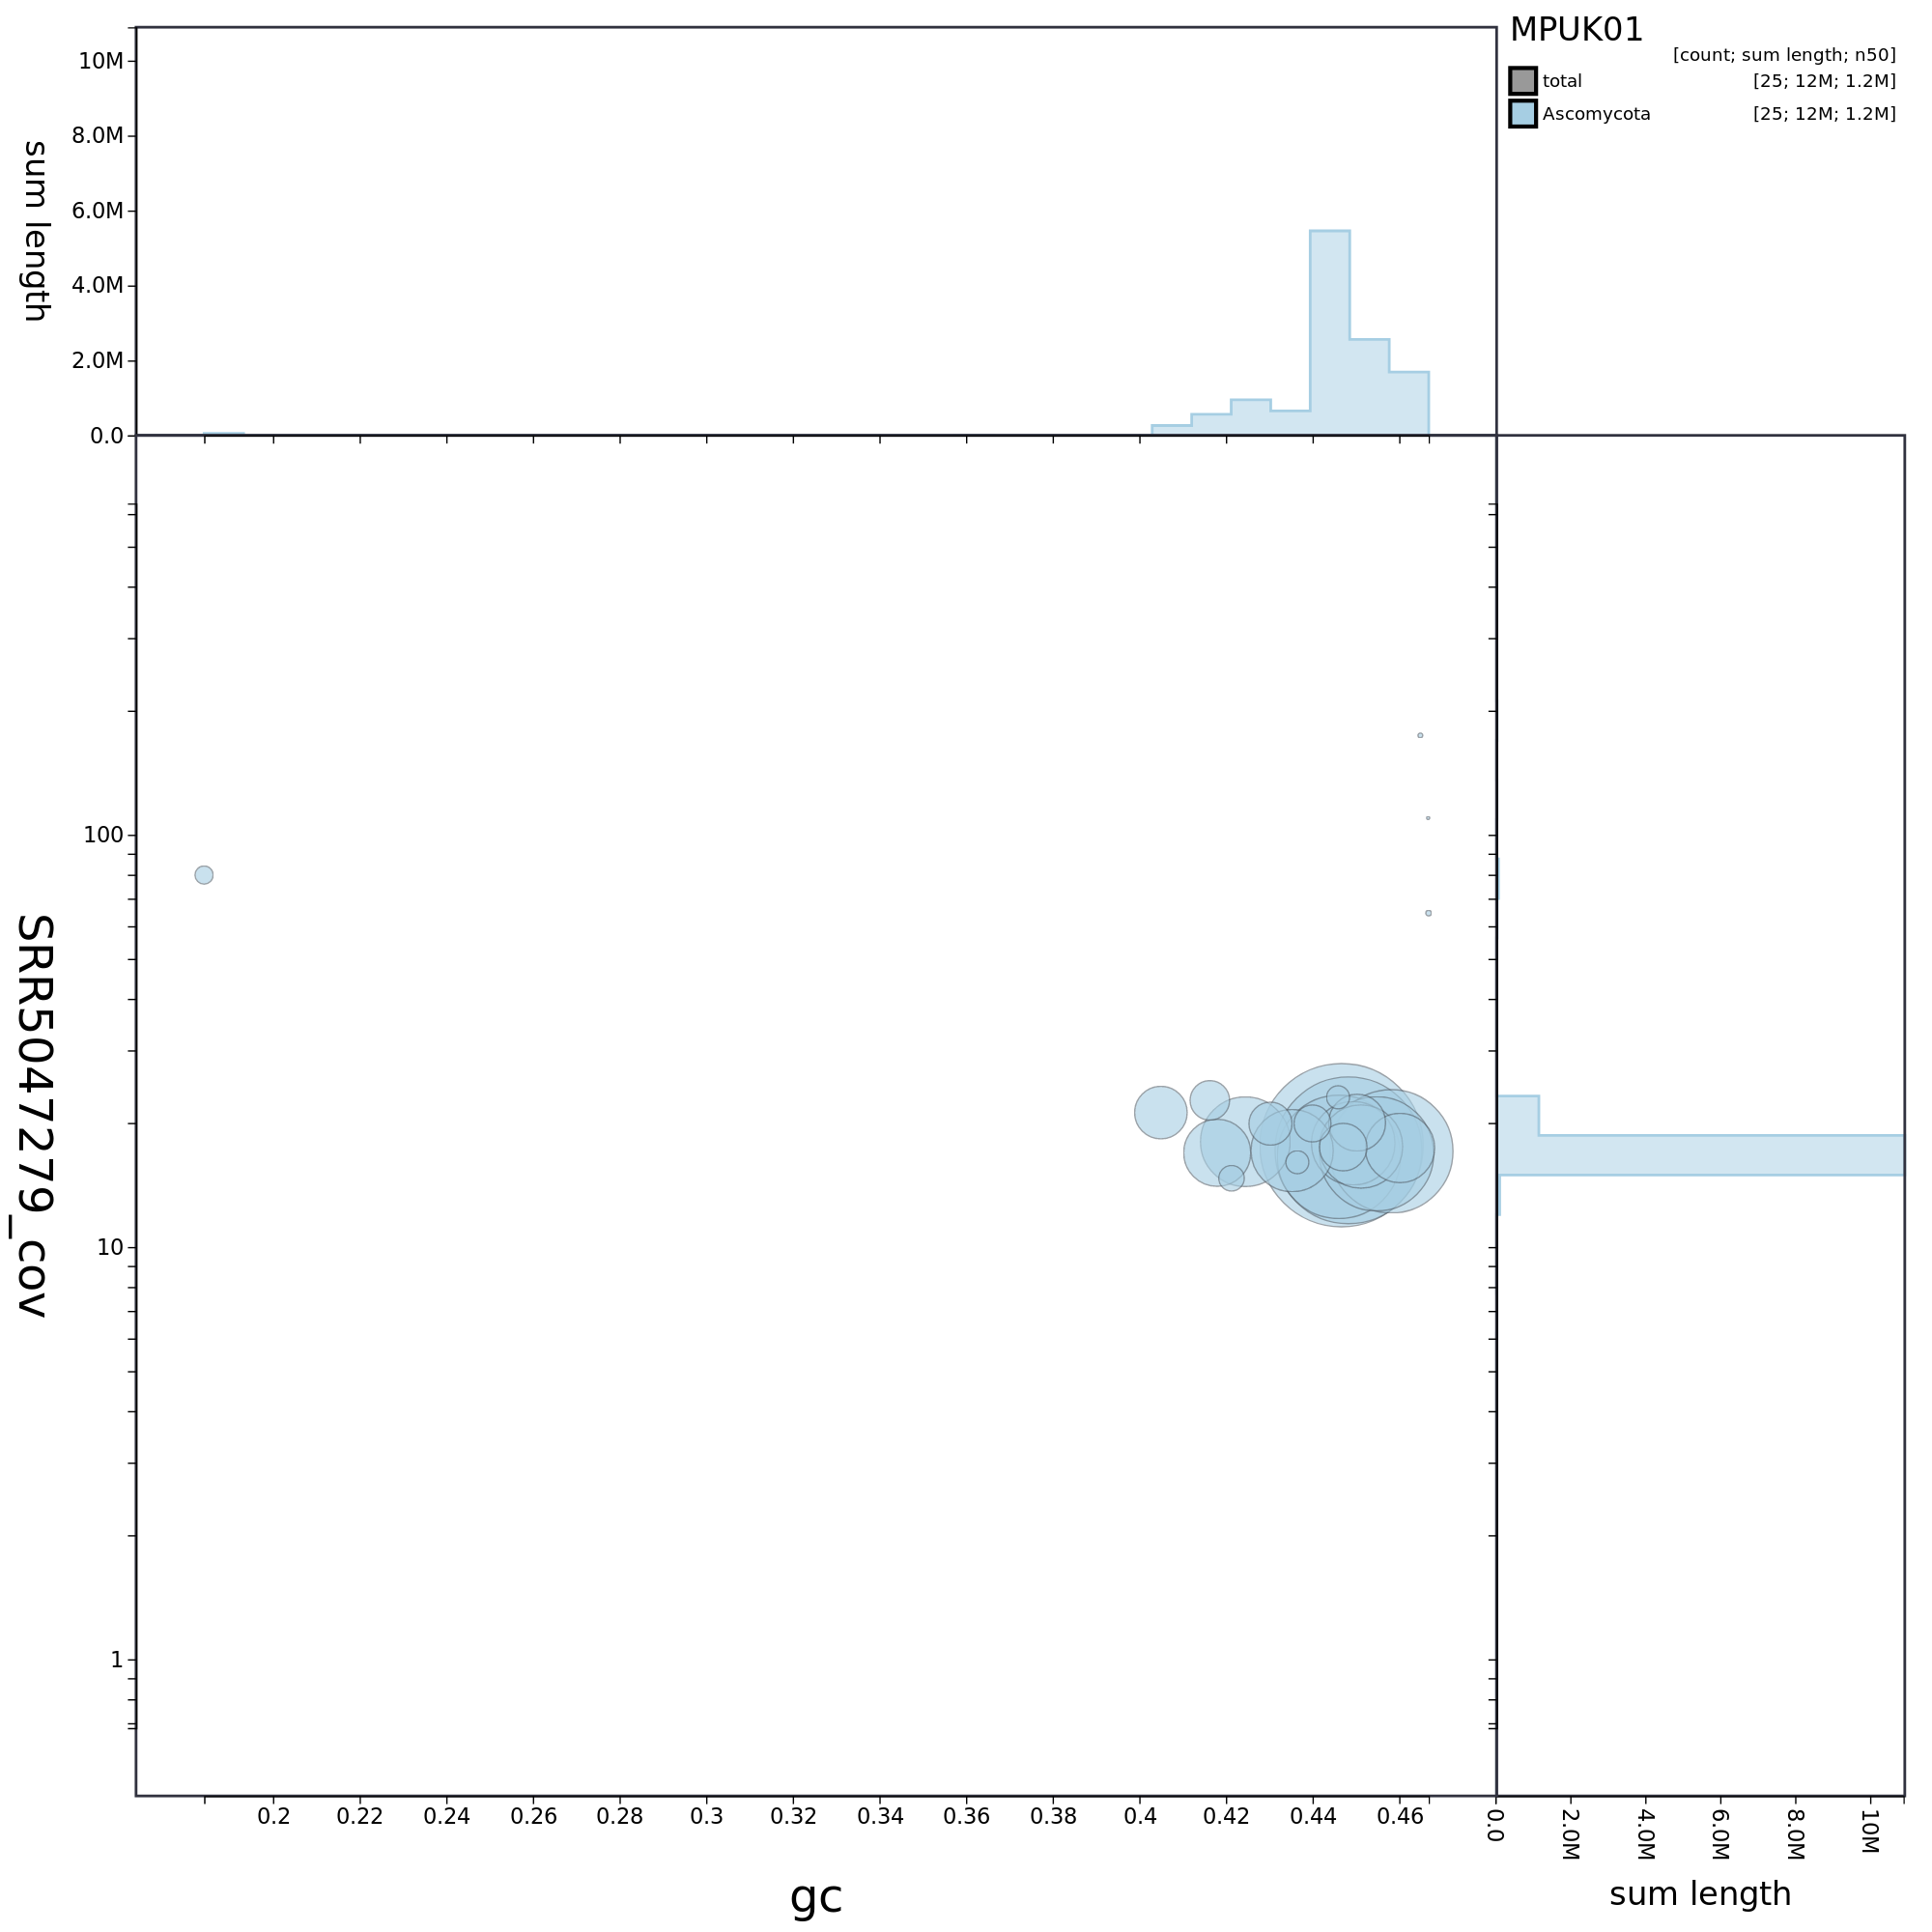 MPUK01
[count; sum length; n50]
total [25; 12M; 1.2M]
Ascomycota [25; 12M; 1.2M]
sum length
10M
8.0M
6.0M
4.0M
2.0M
0.0
SRR5047279_cov
100
10
1
0.2 0.22 0.24 0.26 0.28 0.3 0.32 0.34 0.36 0.38 0.4 0.42 0.44 0.46
gc
0.0 2.0M 4.0M 6.0M 8.0M 10M
sum length